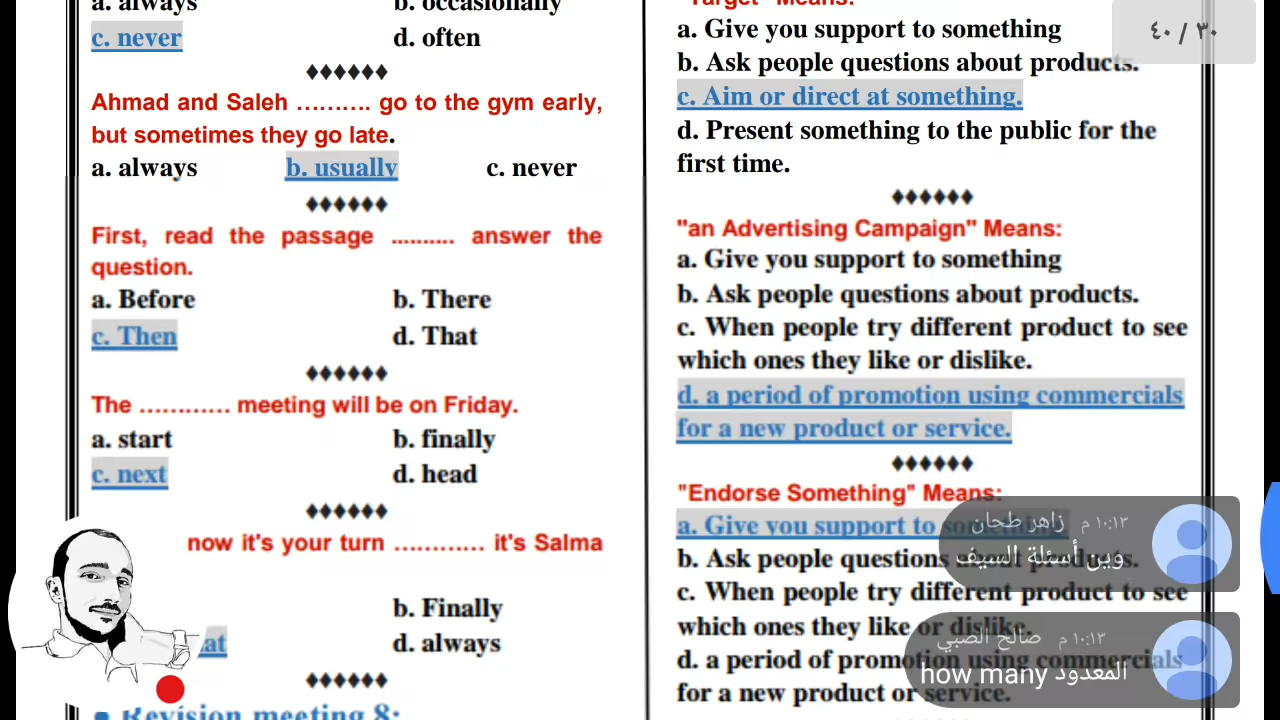 a. always b. occasionally
c. never d. often
♦♦♦♦♦♦
Ahmad and Saleh ………. go to the gym early,
but sometimes they go late.
a. always b. usually c. never
♦♦♦♦♦♦
First, read the passage .......... answer the
question.
a. Before b. There
c. Then d. That
♦♦♦♦♦♦
The ………… meeting will be on Friday.
a. start b. finally
c. next d. head
♦♦♦♦♦♦
now it's your turn ………… it's Salma
b. Finally
at d. always
♦♦♦♦♦♦
• Revision meeting 8:
"Target" Means:
a. Give you support to something
b. Ask people questions about products.
c. Aim or direct at something.
d. Present something to the public for the
first time.
♦♦♦♦♦♦
"an Advertising Campaign" Means:
a. Give you support to something
b. Ask people questions about products.
c. When people try different product to see
which ones they like or dislike.
d. a period of promotion using commercials
for a new product or service.
♦♦♦♦♦♦
"Endorse Something" Means:
a. Give you support to something.
b. Ask people questions about products.
c. When people try different product to see
which ones they like or dislike.
d. a period of promotion using commercials
for a new product or service.
٣٠ / ٤٠
زاهر طحان ١٠:١٣ م
وين أسئلة السيف
صالح الصبي ١٠:١٣ م
المعدود how many